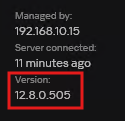 Managed by:
192.168.10.15
Server connected:
11 minutes ago
Version:
12.8.0.505